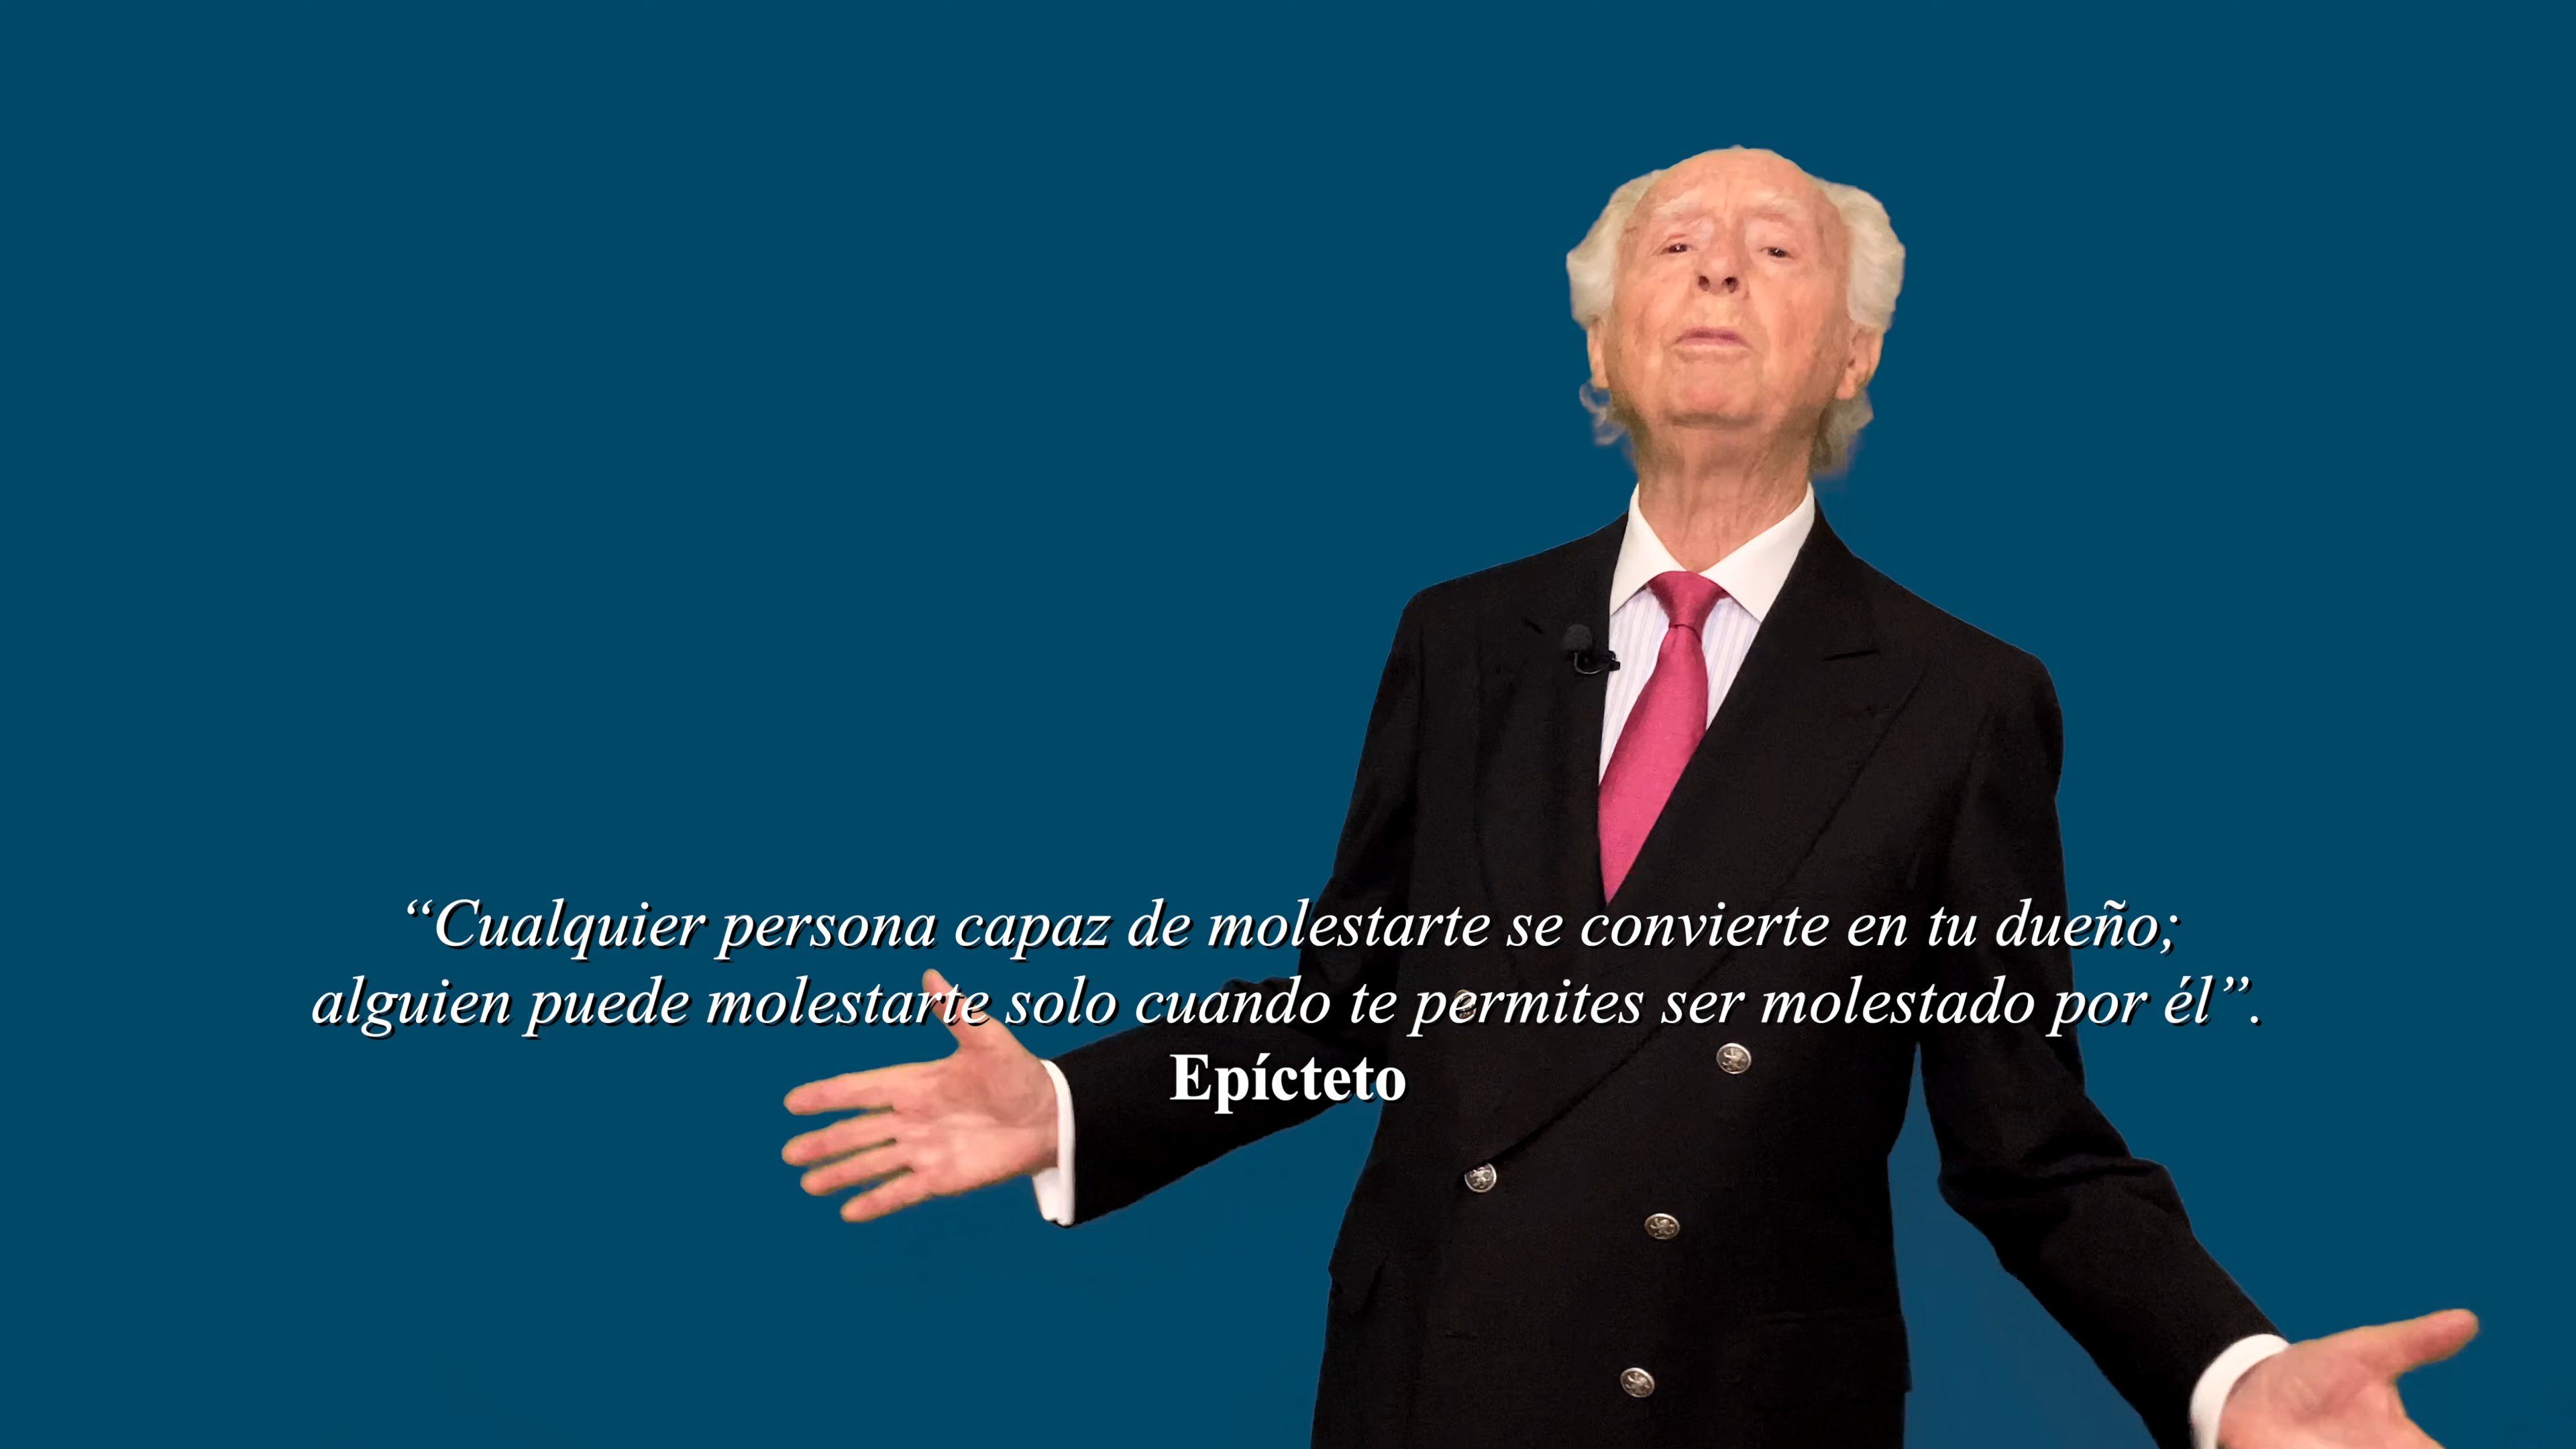 “Cualquier persona capaz de molestarte se convierte en tu dueño;
alguien puede molestarte solo cuando te permites ser molestado por él”.
Epícteto